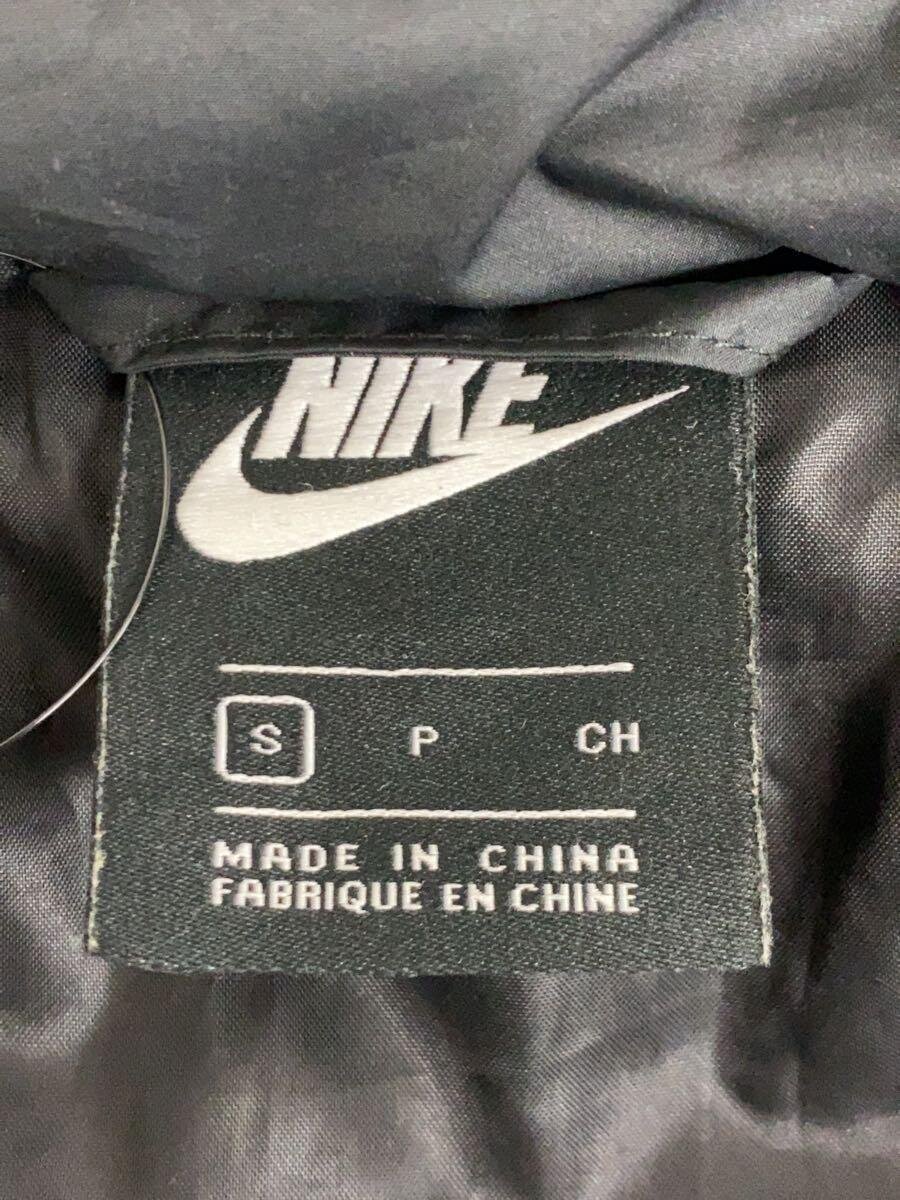 NIKE
S P CH
MADE IN CHINA
FABRIQUE EN CHINE